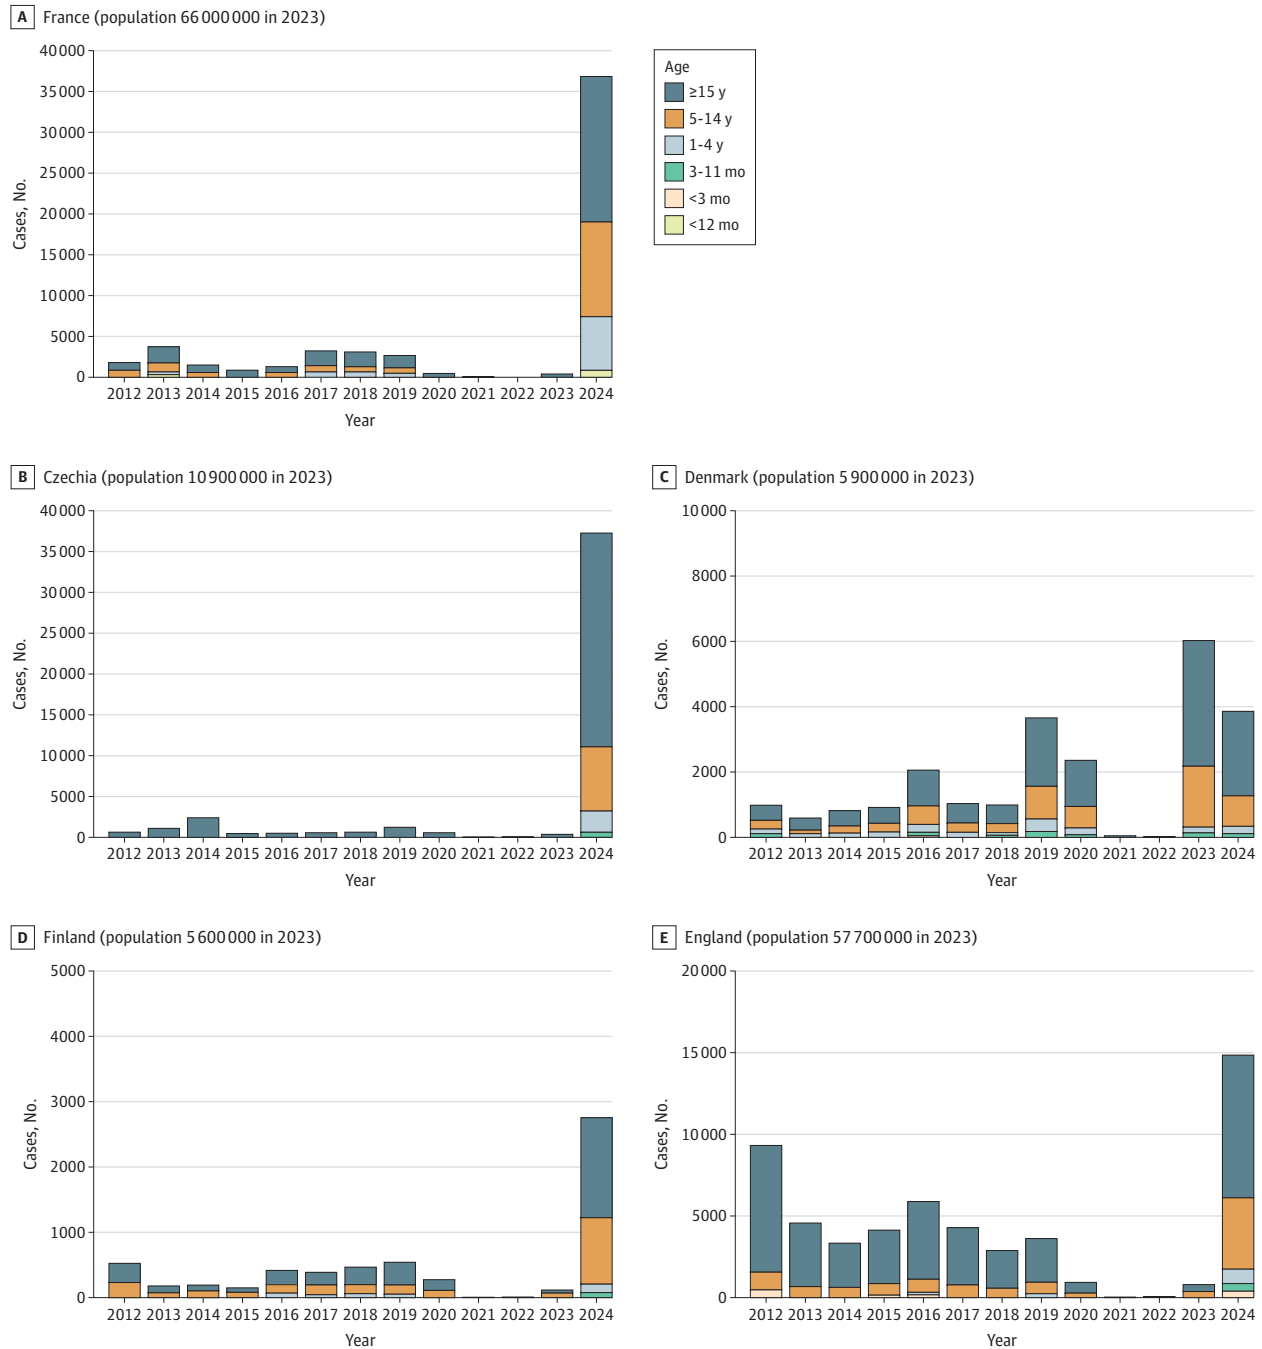 A France (population 66 000 000 in 2023)
40 000
35 000
30 000
25 000
20 000
15 000
10 000
5000
0
Cases, No.
2012 2013 2014 2015 2016 2017 2018 2019 2020 2021 2022 2023 2024
Year
Age
≥15 y
5-14 y
1-4 y
3-11 mo
<3 mo
<12 mo
B Czechia (population 10 900 000 in 2023)
40 000
35 000
30 000
25 000
20 000
15 000
10 000
5000
0
Cases, No.
2012 2013 2014 2015 2016 2017 2018 2019 2020 2021 2022 2023 2024
Year
C Denmark (population 5 900 000 in 2023)
10 000
8000
6000
4000
2000
0
Cases, No.
2012 2013 2014 2015 2016 2017 2018 2019 2020 2021 2022 2023 2024
Year
D Finland (population 5 600 000 in 2023)
5000
4000
3000
2000
1000
0
Cases, No.
2012 2013 2014 2015 2016 2017 2018 2019 2020 2021 2022 2023 2024
Year
E England (population 57 700 000 in 2023)
20 000
15 000
10 000
5000
0
Cases, No.
2012 2013 2014 2015 2016 2017 2018 2019 2020 2021 2022 2023 2024
Year